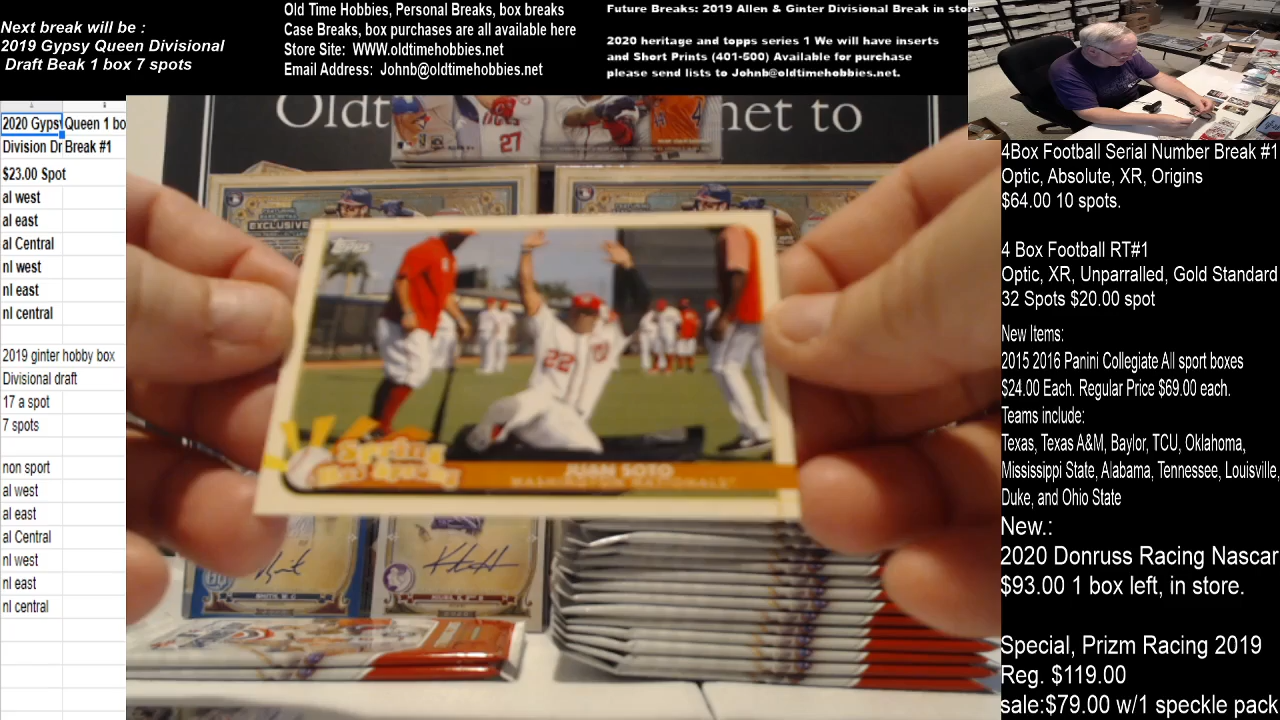 Next break will be :
2019 Gypsy Queen Divisional
Draft Beak 1 box 7 spots
Old Time Hobbies, Personal Breaks, box breaks
Case Breaks, box purchases are all available here
Store Site: WWW.oldtimehobbies.net
Email Address: Johnb@oldtimehobbies.net
Future Breaks: 2019 Allen & Ginter Divisional Break in store
2020 heritage and topps series 1 We will have inserts
and Short Prints (401-500) Available for purchase
please send lists to Johnb@oldtimehobbies.net.
2020 Gypsy Queen 1 bo
Division Dr Break #1
$23.00 Spot
al west
al east
al Central
nl west
nl east
nl central
2019 ginter hobby box
Divisional draft
17 a spot
7 spots
non sport
al west
al east
al Central
nl west
nl east
nl central
Oldt
net to
27
EXCLUSIVE
Topps
22
W
Spring
JUAN SOTO
WASHINGTON NATIONALS
4Box Football Serial Number Break #1
Optic, Absolute, XR, Origins
$64.00 10 spots.
4 Box Football RT#1
Optic, XR, Unparralled, Gold Standard
32 Spots $20.00 spot
New Items:
2015 2016 Panini Collegiate All sport boxes
$24.00 Each. Regular Price $69.00 each.
Teams include:
Texas, Texas A&M, Baylor, TCU, Oklahoma,
Mississippi State, Alabama, Tennessee, Louisville,
Duke, and Ohio State
New.:
2020 Donruss Racing Nascar
$93.00 1 box left, in store.
Special, Prizm Racing 2019
Reg. $119.00
sale:$79.00 w/1 speckle pack